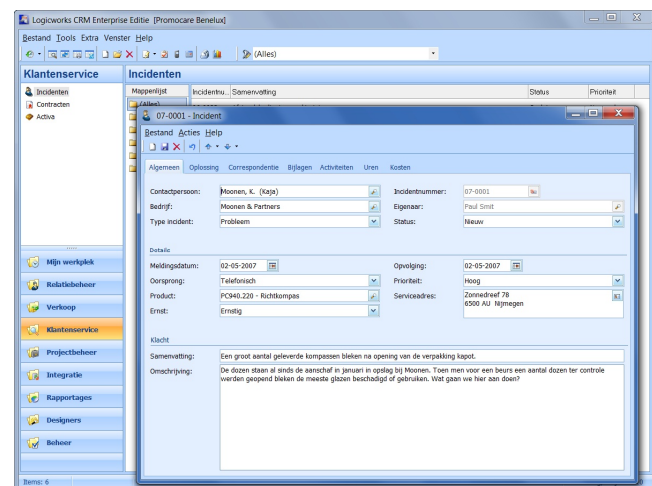 Logicworks CRM Enterprise Editie [Promocare Benelux]
Bestand Tools Extra Venster Help
(Alles)
Klantenservice
Incidenten
Contracten
Activa
Incidenten
Mappenlijst Incidentnu... Samenvatting Status Prioriteit
(Alles)
07-0001 - Incident
Bestand Acties Help
Algemeen Oplossing Correspondentie Bijlagen Activiteiten Uren Kosten
Contactpersoon: Moonen, K. (Kaja) Incidentnummer: 07-0001
Bedrijf: Moonen & Partners Eigenaar: Paul Smit
Type incident: Probleem Status: Nieuw
Details
Meldingsdatum: 02-05-2007 Opvolging: 02-05-2007
Oorsprong: Telefonisch Prioriteit: Hoog
Product: PC940.220 - Richtkompas Serviceadres: Zonnedreef 78
6500 AU Nijmegen
Ernst: Ernstig
Klacht
Samenvatting: Een groot aantal geleverde kompassen bleken na opening van de verpakking kapot.
Omschrijving: De dozen staan al sinds de aanschaf in januari in opslag bij Moonen. Toen men voor een beurs een aantal dozen ter controle
werden geopend bleken de meeste glazen beschadigd of gebruiken. Wat gaan we hier aan doen?
Mijn werkplek
Relatiebeheer
Verkoop
Klantenservice
Projectbeheer
Integratie
Rapportages
Designers
Beheer
Items: 6